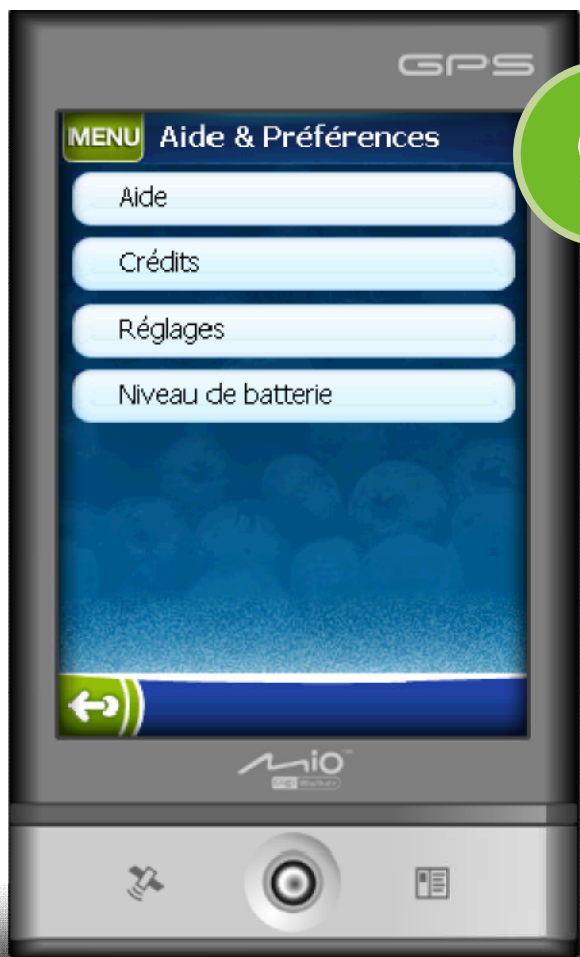 GPS
MENU Aide & Préférences
Aide
Crédits
Réglages
Niveau de batterie
Mio